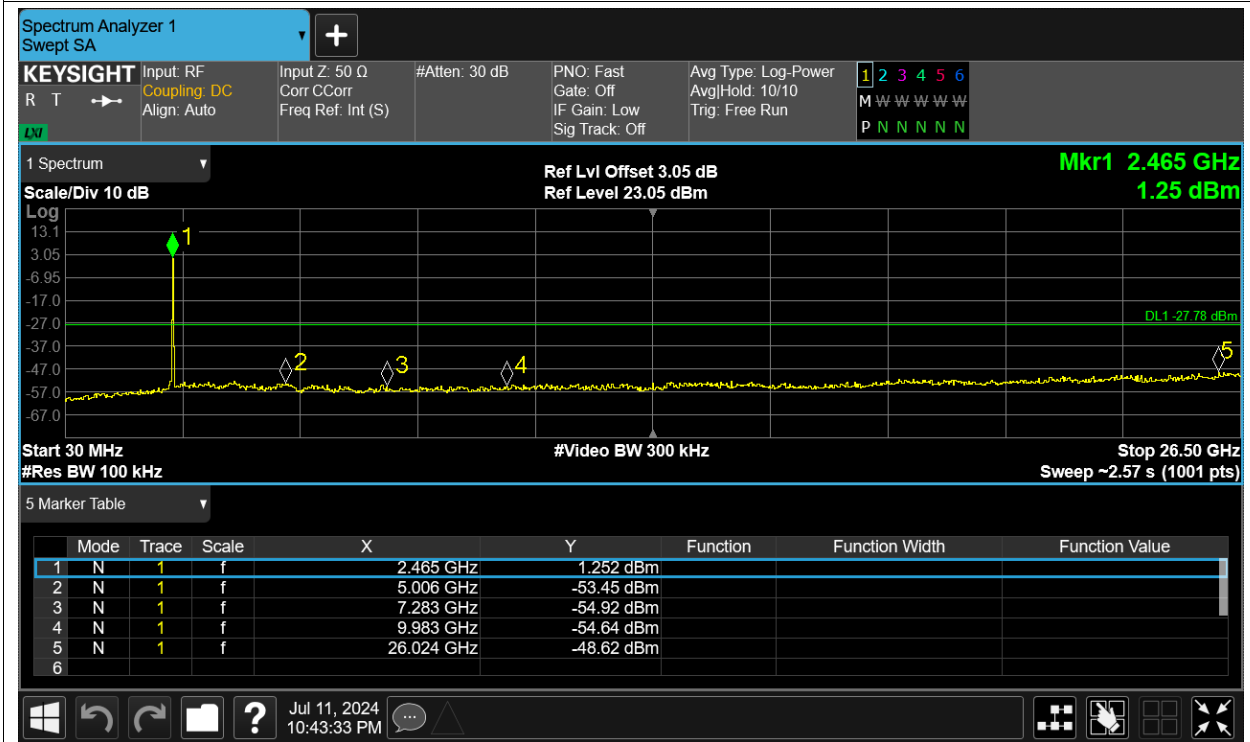 Spectrum Analyzer 1
Swept SA
+
KEYSIGHT Input: RF Input Z: 50 Ω #Atten: 30 dB PNO: Fast Avg Type: Log-Power 1 2 3 4 5 6
R T Coupling: DC Corr CCorr Gate: Off Avg|Hold: 10/10 M W W W W W
Align: Auto Freq Ref: Int (S) IF Gain: Low Trig: Free Run
LXI Sig Track: Off P N N N N N
1 Spectrum Ref Lvl Offset 3.05 dB Mkr1 2.465 GHz
Scale/Div 10 dB Ref Level 23.05 dBm 1.25 dBm
Log
13.1 1
3.05
-6.95
-17.0
-27.0 DL1 -27.78 dBm
-37.0
-47.0 2 3 4 5
-57.0
-67.0
Start 30 MHz #Video BW 300 kHz Stop 26.50 GHz
#Res BW 100 kHz Sweep ~2.57 s (1001 pts)
5 Marker Table
Mode Trace Scale X Y Function Function Width Function Value
1 N 1 f 2.465 GHz 1.252 dBm
2 N 1 f 5.006 GHz -53.45 dBm
3 N 1 f 7.283 GHz -54.92 dBm
4 N 1 f 9.983 GHz -54.64 dBm
5 N 1 f 26.024 GHz -48.62 dBm
6
? Jul 11, 2024
10:43:33 PM